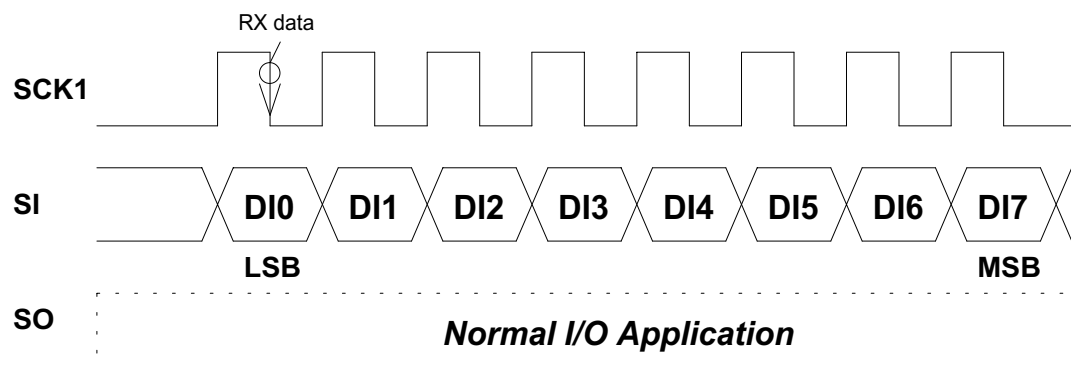 RX data
SCK1
SI DI0 DI1 DI2 DI3 DI4 DI5 DI6 DI7
LSB MSB
SO Normal I/O Application